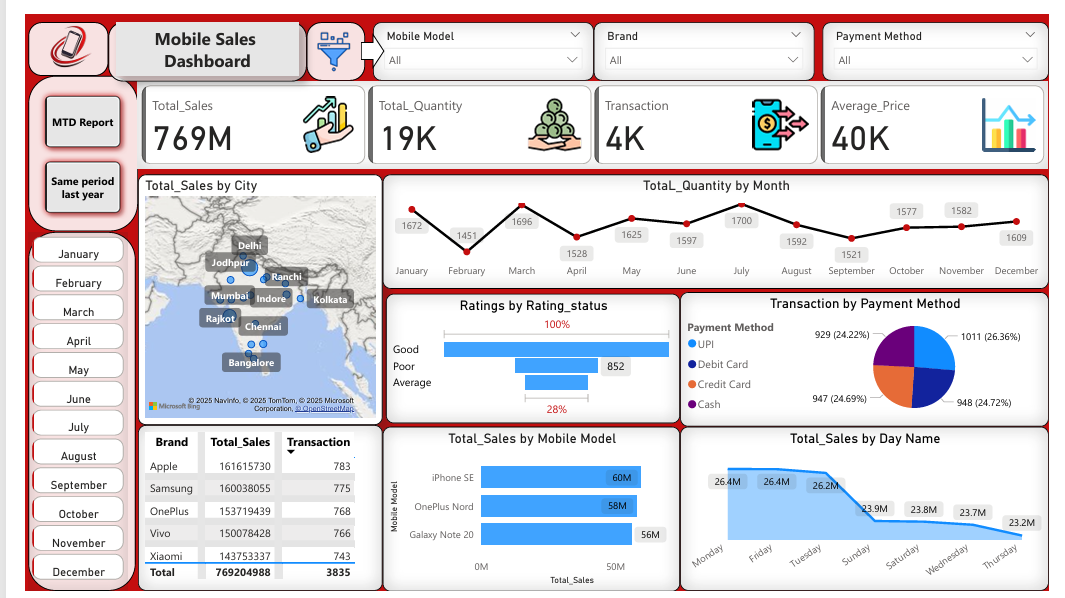 Mobile Sales
Dashboard
Mobile Model
All
Brand
All
Payment Method
All
MTD Report
Same period
last year
January
February
March
April
May
June
July
August
September
October
November
December
Total_Sales
769M
TotaL_Quantity
19K
Transaction
4K
Average_Price
40K
Total_Sales by City
Delhi
Jodhpur
Ranchi
Mumbai
Indore
Kolkata
Rajkot
Chennai
Bangalore
Microsoft Bing
© 2025 NavInfo, © 2025 TomTom, © 2025 Microsoft
Corporation, © OpenStreetMap
TotaL_Quantity by Month
1672
1451
1696
1528
1625
1597
1700
1592
1521
1577
1582
1609
January
February
March
April
May
June
July
August
September
October
November
December
Ratings by Rating_status
100%
Good
Poor
852
Average
28%
Transaction by Payment Method
Payment Method
UPI
Debit Card
Credit Card
Cash
929 (24.22%)
1011 (26.36%)
947 (24.69%)
948 (24.72%)
Brand Total_Sales Transaction
Apple 161615730 783
Samsung 160038055 775
OnePlus 153719439 768
Vivo 150078428 766
Xiaomi 143753337 743
Total 769204988 3835
Total_Sales by Mobile Model
Mobile Model
iPhone SE 60M
OnePlus Nord 58M
Galaxy Note 20 56M
0M 50M
Total_Sales
Total_Sales by Day Name
26.4M
26.4M
26.2M
23.9M
23.8M
23.7M
23.2M
Monday
Friday
Tuesday
Sunday
Saturday
Wednesday
Thursday